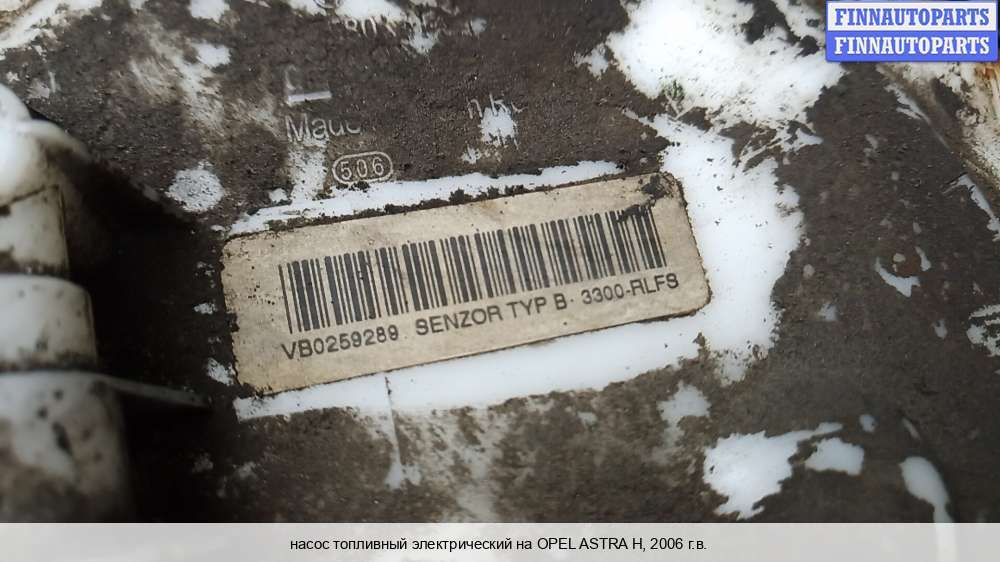 FINNAUTOPARTS
FINNAUTOPARTS
506
VB0259289 SENZOR TYP B· 3300-RLFS
насос топливный электрический на OPEL ASTRA H, 2006 г.в.